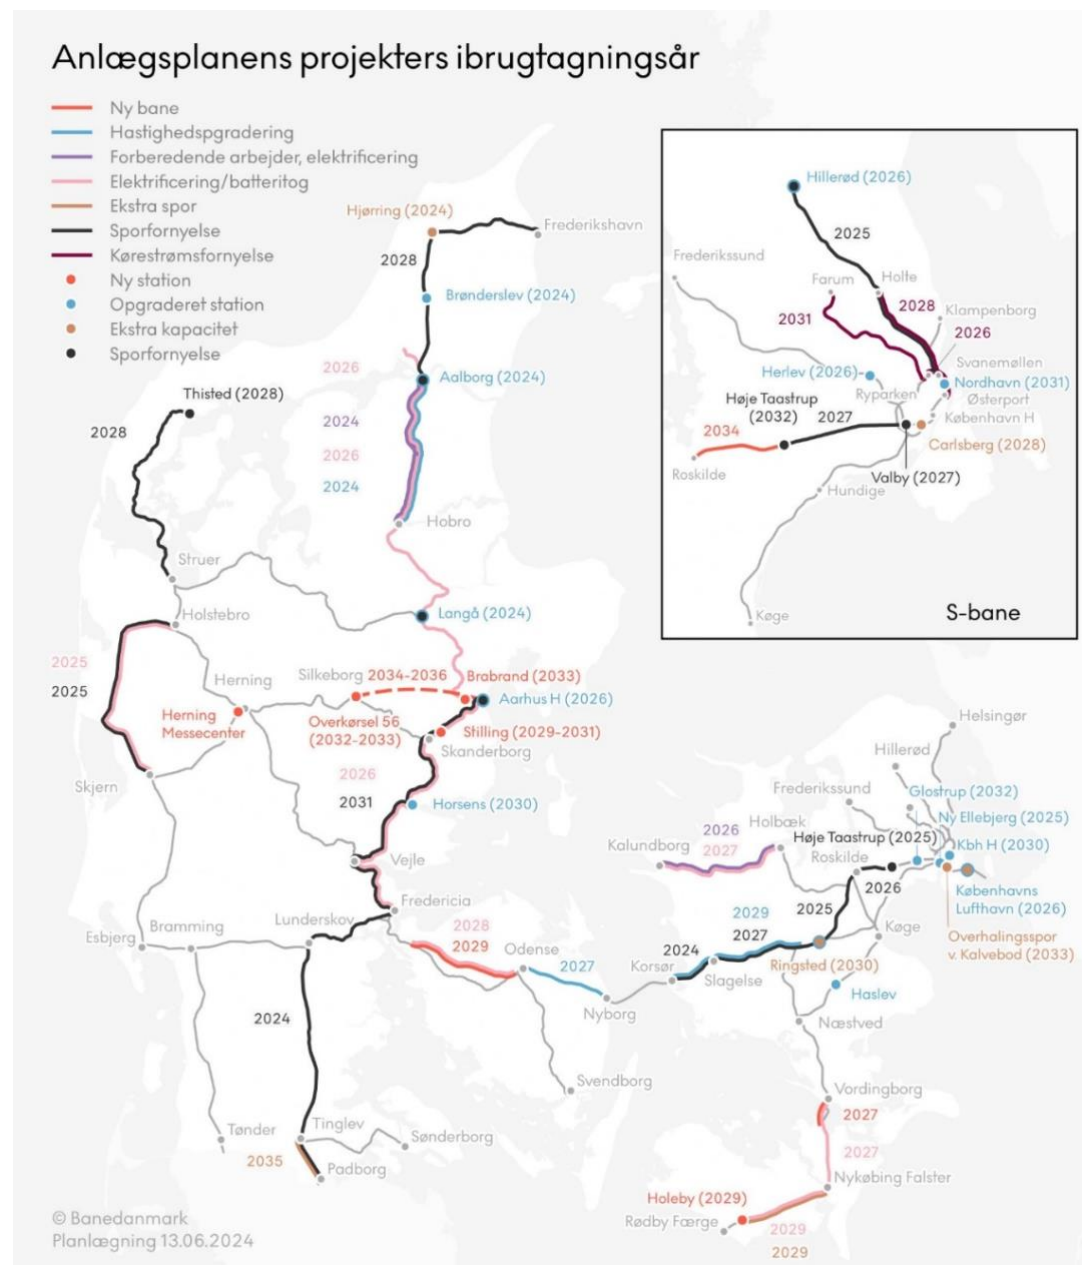 Anlægsplanens projekters ibrugtagningsår
Ny bane
Hastighedspgradering
Forberedende arbejder, elektrificering
Elektrificering/batteritog
Ekstra spor
Sporfornyelse
Kørestrømsfornyelse
Ny station
Opgraderet station
Ekstra kapacitet
Sporfornyelse
Hjørring (2024)
Frederikshavn
2028
Brønderslev (2024)
2026
Aalborg (2024)
Thisted (2028)
2028
2024
2026
2024
Hobro
Struer
Holstebro
Langå (2024)
2025
2025
Herning
Silkeborg
2034-2036
Brabrand (2033)
Aarhus H (2026)
Herning
Messecenter
Overkørsel 56
(2032-2033)
Stilling (2029-2031)
Skanderborg
Skjern
2026
2031
Horsens (2030)
Vejle
Fredericia
Lunderskov
Bramming
Esbjerg
2028
2029
Odense
2027
Nyborg
2024
Svendborg
Tønder
Tinglev
Sønderborg
2035
Padborg
Hillerød (2026)
2025
Frederikssund
Farum
Holte
2028
Klampenborg
2031
2026
Svanemøllen
Herlev (2026)
Nordhavn (2031)
Ryparken
Østerport
Høje Taastrup
(2032)
2027
København H
2034
Carlsberg (2028)
Roskilde
Valby (2027)
Hundige
Køge
S-bane
Helsingør
Hillerød
Frederikssund
Glostrup (2032)
Ny Ellebjerg (2025)
2026
Holbæk
Høje Taastrup (2025)
Kbh H (2030)
Kalundborg
2027
Roskilde
2026
Københavns
Lufthavn (2026)
2029
2025
2027
Køge
Overhalingsspor
v. Kalvebod (2033)
2024
Korsør
Ringsted (2030)
Slagelse
Haslev
Næstved
Vordingborg
2027
2027
Nykøbing Falster
Holeby (2029)
Rødby Færge
2029
2029
© Banedanmark
Planlægning 13.06.2024